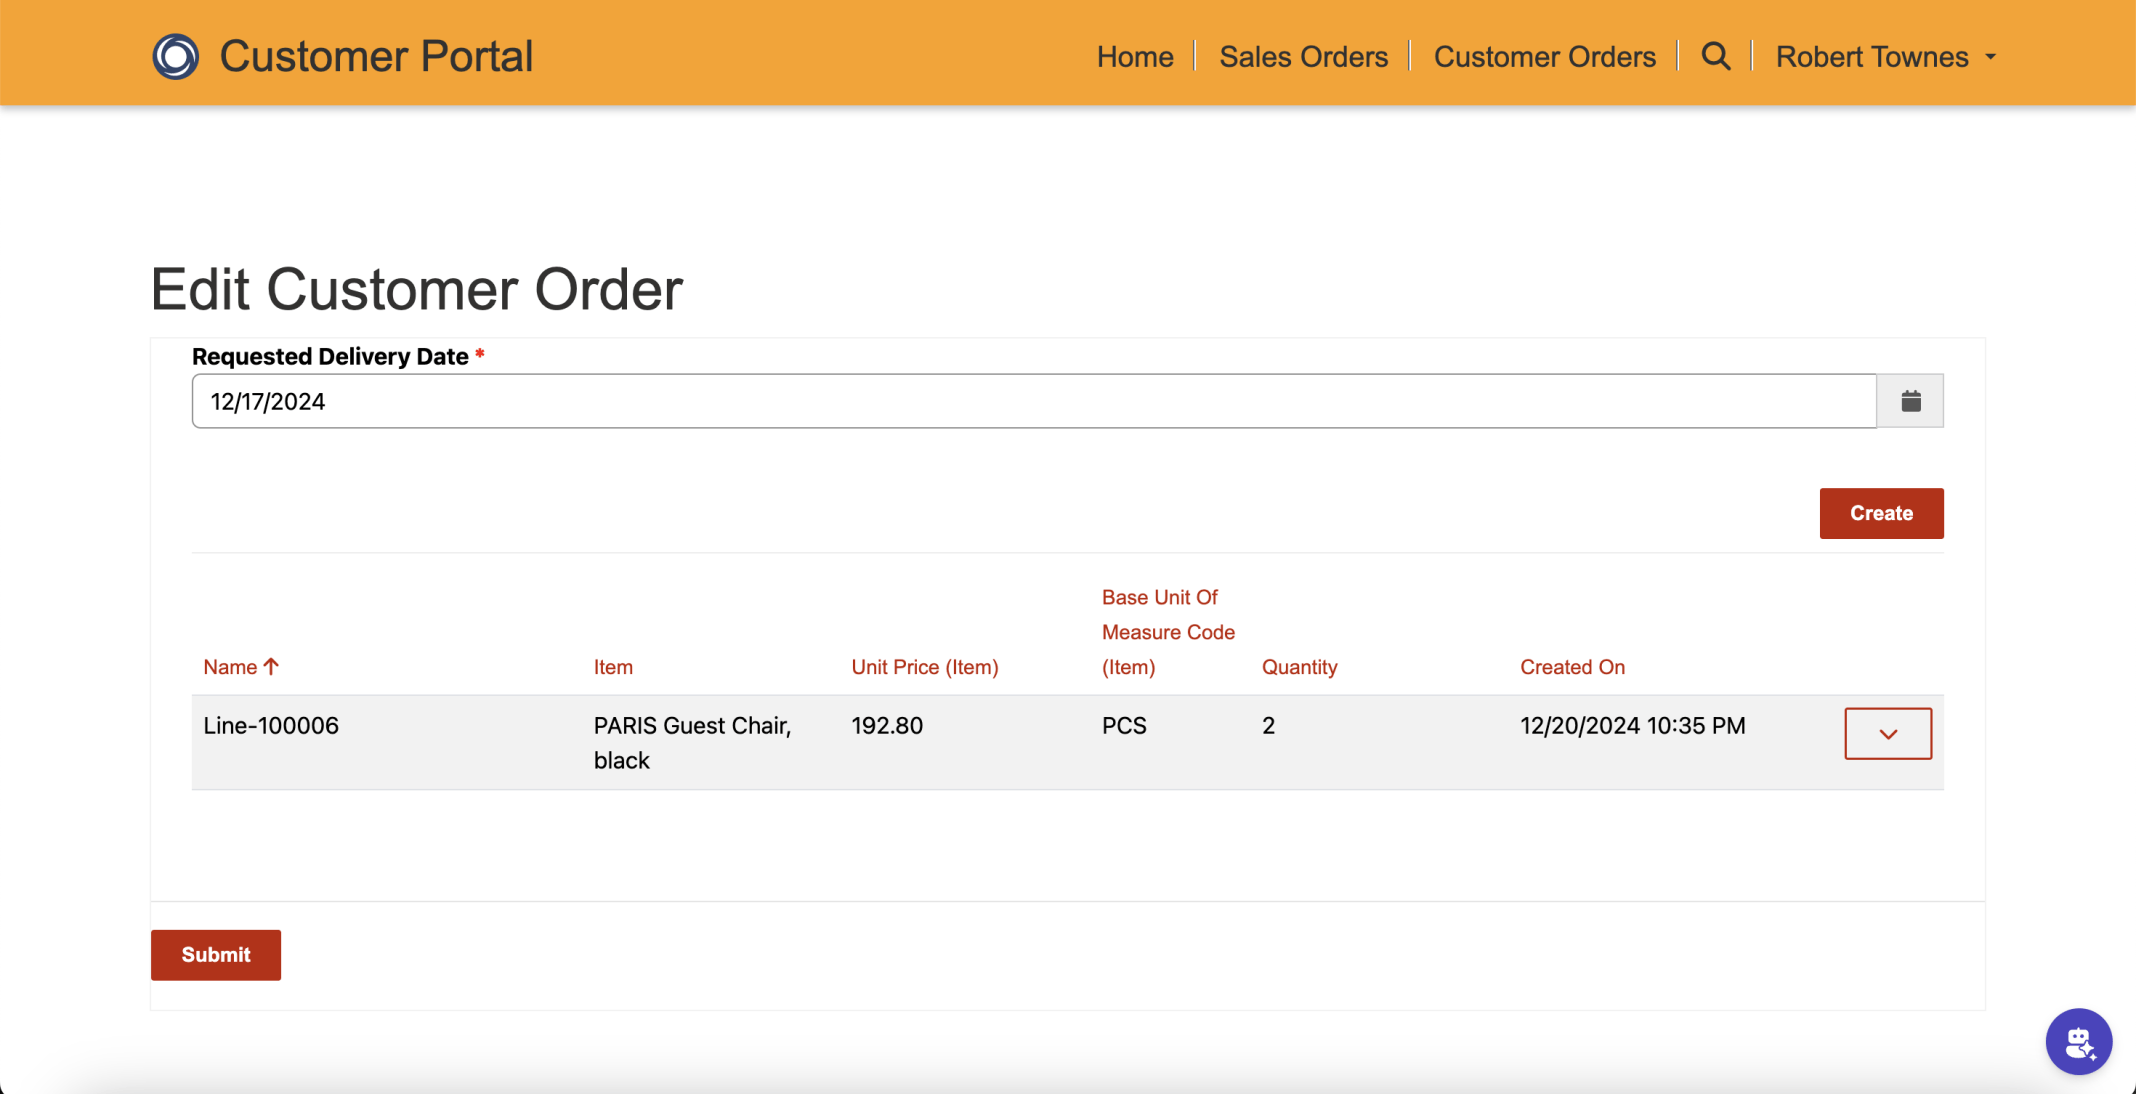 Customer Portal
Home
Sales Orders
Customer Orders
Robert Townes
Edit Customer Order
Requested Delivery Date *
12/17/2024
Create
Name
Item
Unit Price (Item)
Base Unit Of
Measure Code
(Item)
Quantity
Created On
Line-100006
PARIS Guest Chair,
black
192.80
PCS
2
12/20/2024 10:35 PM
Submit